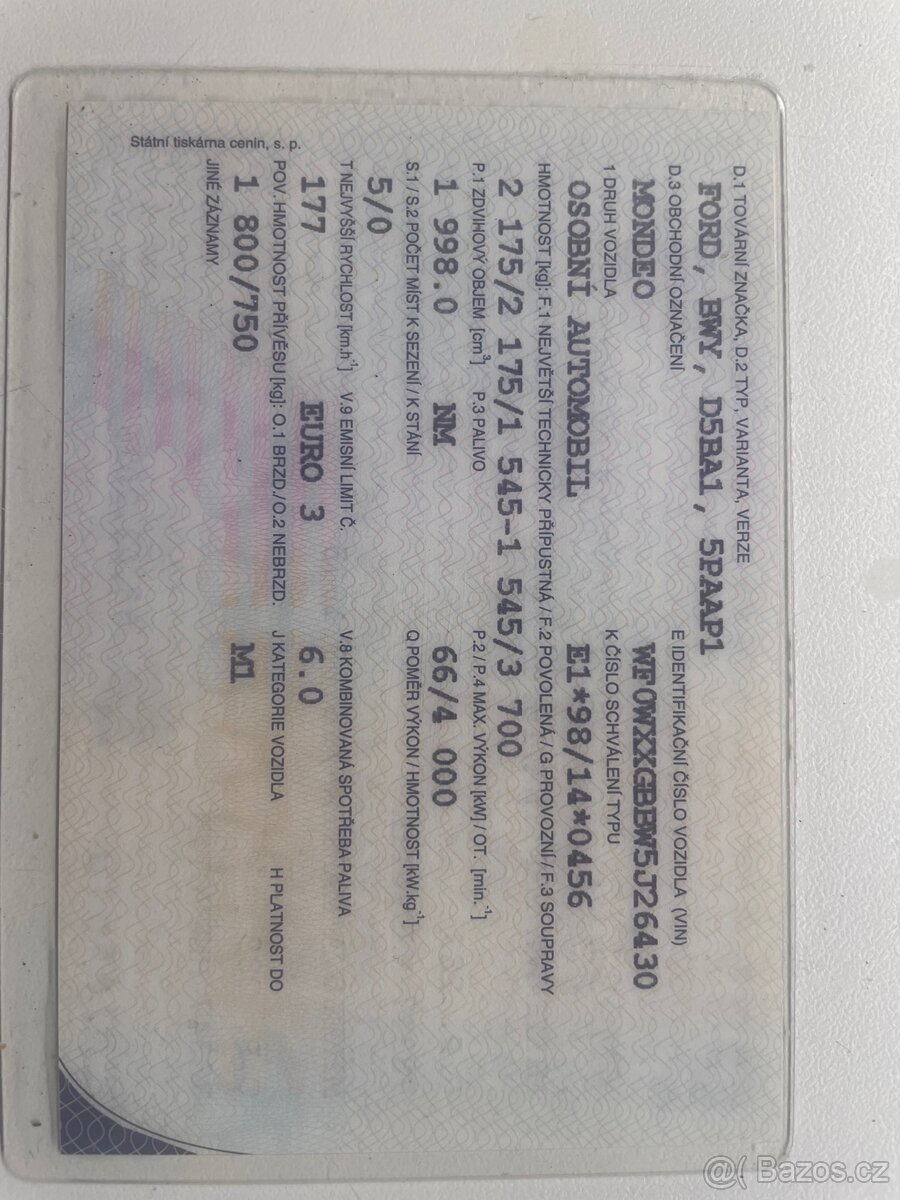 D.1 TOVÁRNÍ ZNAČKA, D.2 TYP, VARIANTA, VERZE
FORD, BWY, D5BA1, 5PAAP1
D.3 OBCHODNÍ OZNAČENÍ E IDENTIFIKAČNÍ ČÍSLO VOZIDLA (VIN)
MONDEO WF0WXXGBBW5J26430
1 DRUH VOZIDLA K ČÍSLO SCHVÁLENÍ TYPU
OSOBNÍ AUTOMOBIL E1*98/14*0456
HMOTNOST [kg]: F.1 NEJVĚTŠÍ TECHNICKY PŘÍPUSTNÁ / F.2 POVOLENÁ / G PROVOZNÍ / F.3 SOUPRAVY
2 175/2 175/1 545-1 545/3 700
P.1 ZDVIHOVÝ OBJEM [cm³] P.3 PALIVO P.2 / P.4 MAX. VÝKON [kW] / OT. [min.⁻¹]
1 998.0 NM 66/4 000
S.1 / S.2 POČET MÍST K SEZENÍ / K STÁNÍ Q POMĚR VÝKON / HMOTNOST [kW.kg⁻¹]
5/0
T NEJVYŠŠÍ RYCHLOST [km.h⁻¹] V.9 EMISNÍ LIMIT Č. V.8 KOMBINOVANÁ SPOTŘEBA PALIVA
177 EURO 3 6.0
POV. HMOTNOST PŘÍVĚSU [kg]: O.1 BRZD./O.2 NEBRZD. J KATEGORIE VOZIDLA H PLATNOST DO
1 800/750 M1
JINÉ ZÁZNAMY
Státní tiskárna cenin, s. p.
@( Bazos.cz